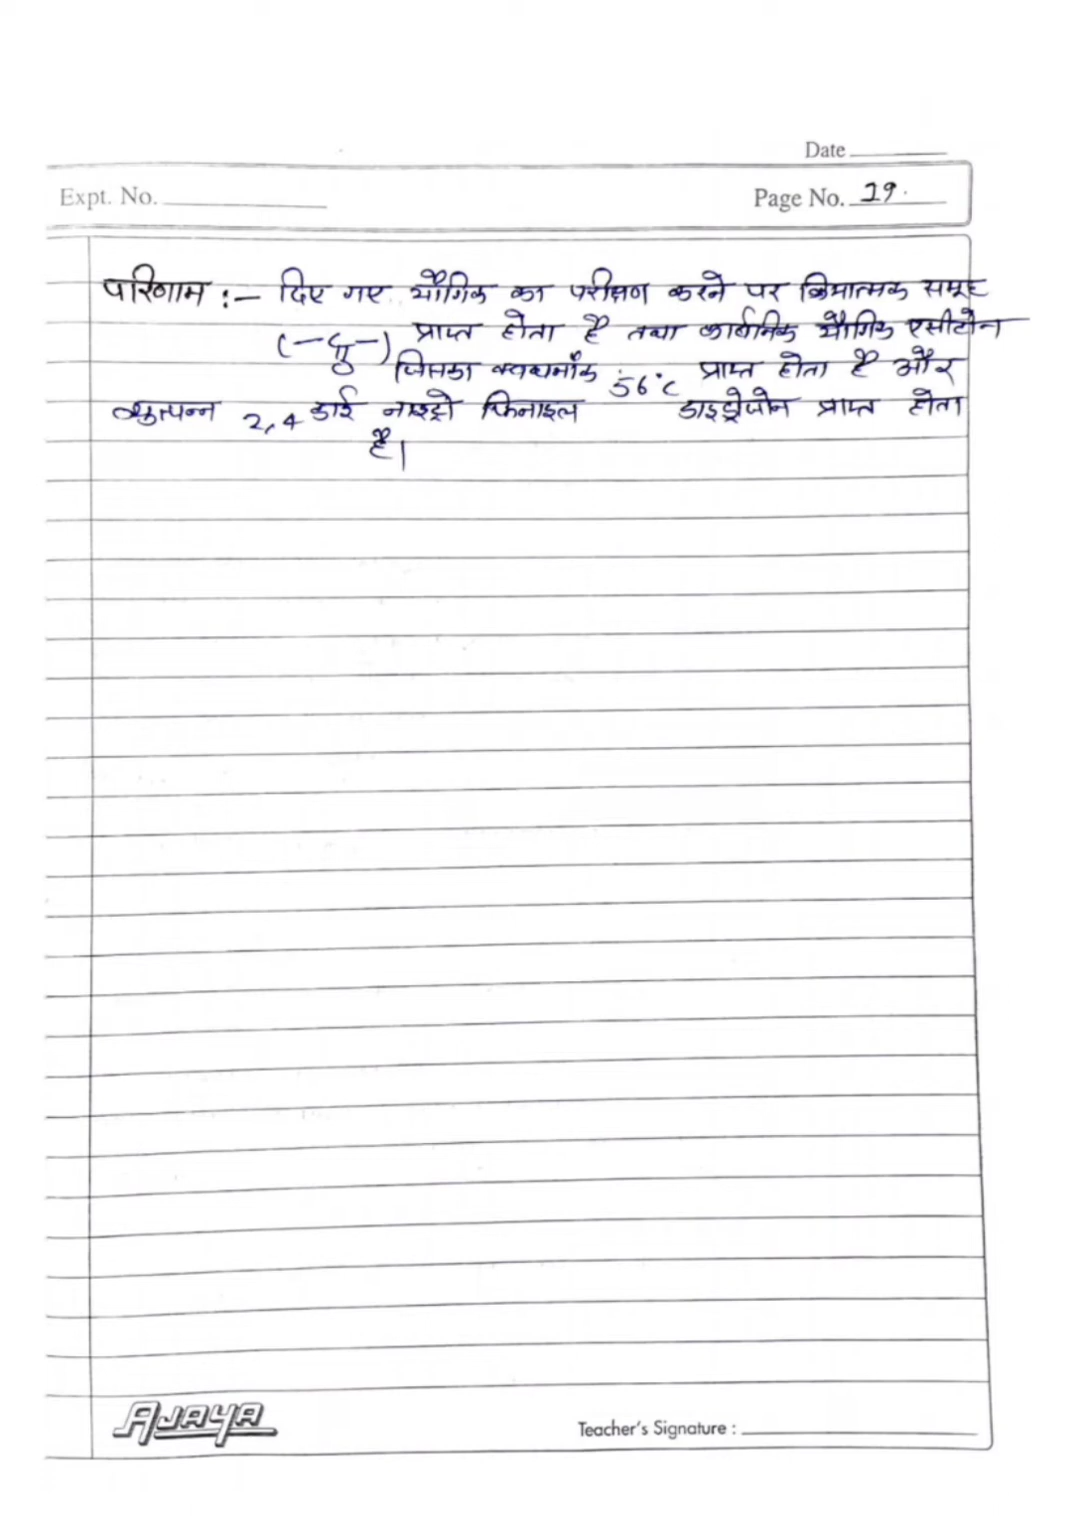 Date
Expt. No.
Page No. 29.
परिणाम :- दिए गए यौगिक का परीक्षण करने पर क्रियात्मक समूह
(-C-) प्राप्त होता है तथा कार्बनिक यौगिक एसीटोन
O
जिसका क्वथनांक 56°C प्राप्त होता है और
व्युत्पन्न 2,4 डाई नाइट्रो फिनाइल डाइड्रेजोन प्राप्त होता
है।
AJAYA
Teacher's Signature :